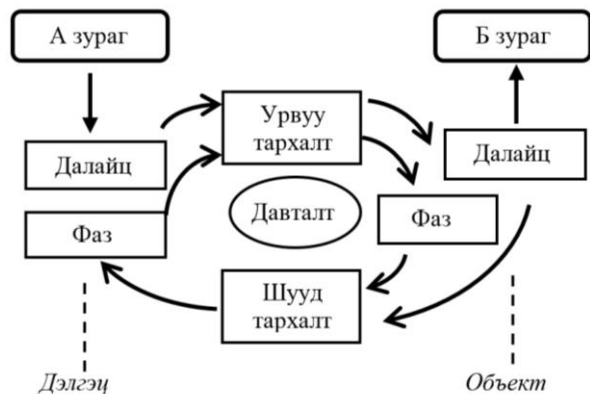 А зураг
Б зураг
Урвуу
тархалт
Далайц
Далайц
Давталт
Фаз
Фаз
Шууд
тархалт
Дэлгэц
Объект